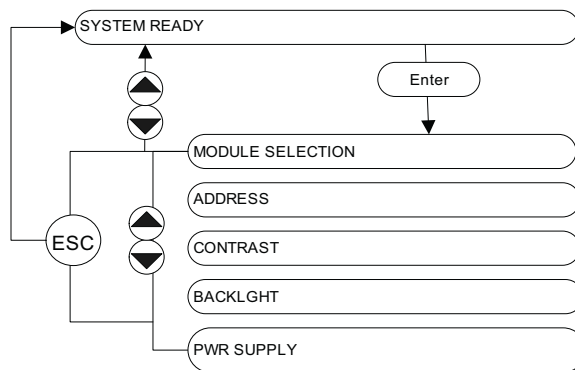 SYSTEM READY
Enter
MODULE SELECTION
ADDRESS
ESC
CONTRAST
BACKLGHT
PWR SUPPLY